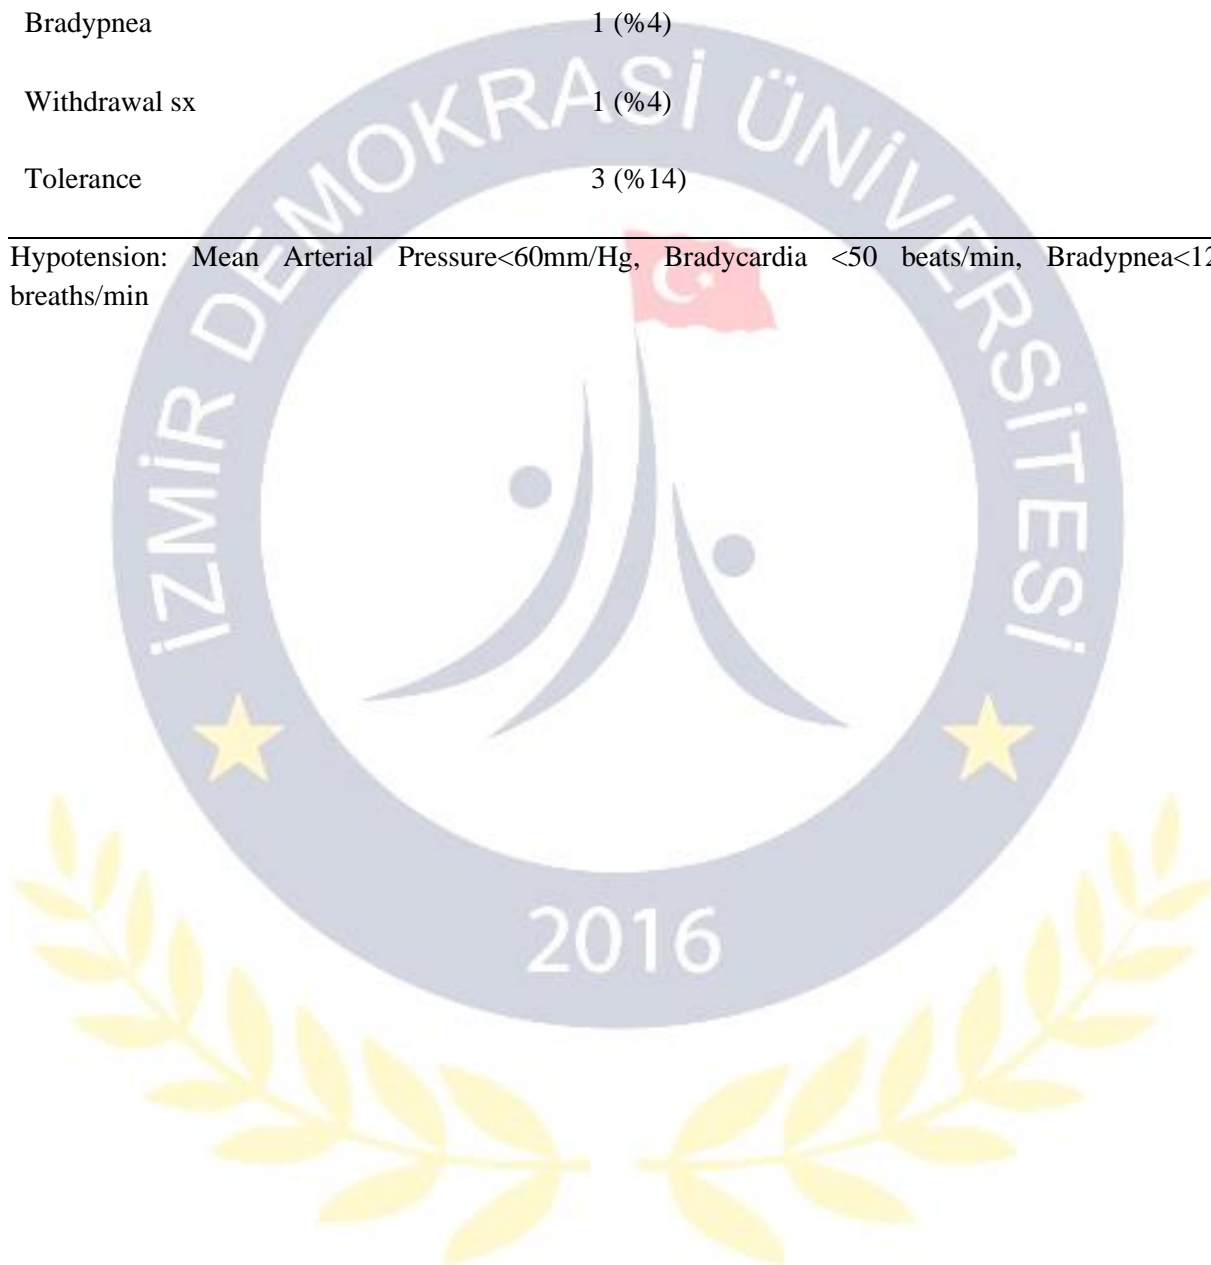 Bradypnea 1 (%4)
Withdrawal sx 1 (%4)
Tolerance 3 (%14)
Hypotension: Mean Arterial Pressure<60mm/Hg, Bradycardia <50 beats/min, Bradypnea<12
breaths/min
İZMİR DEMOKRASİ ÜNİVERSİTESİ
2016